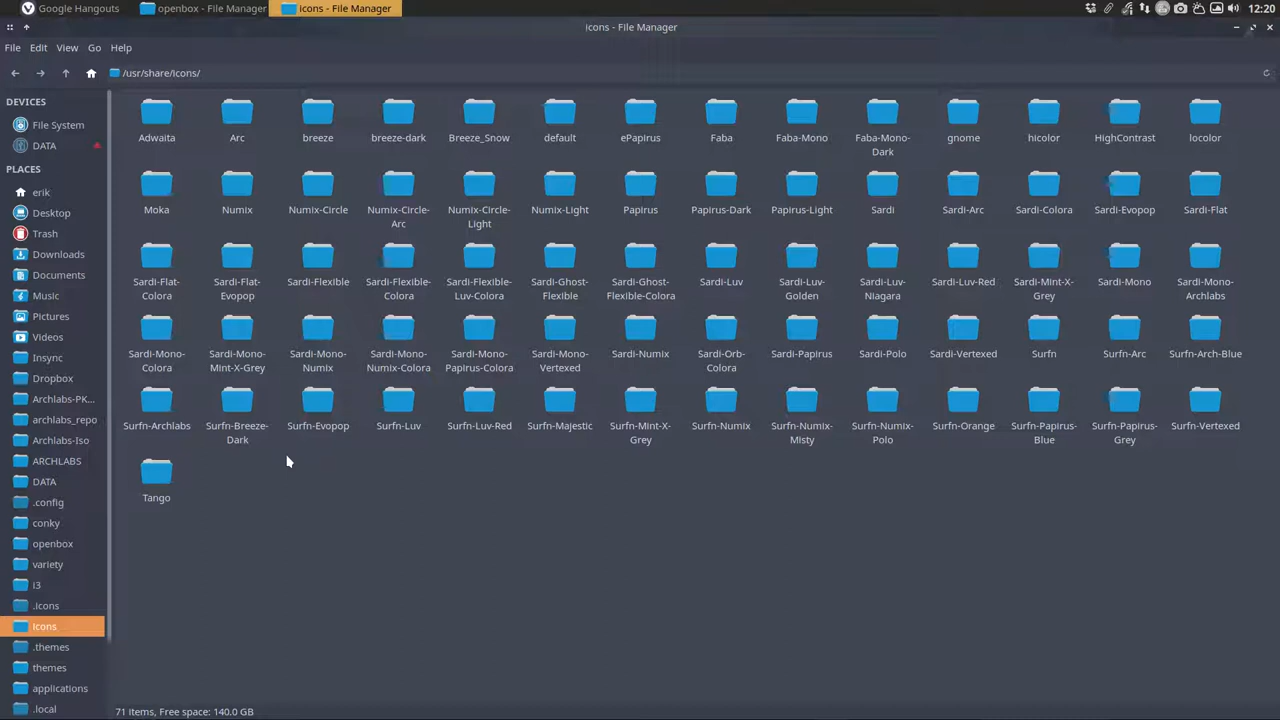 Google Hangouts
openbox - File Manager
icons - File Manager
12:20
icons - File Manager
File Edit View Go Help
/usr/share/icons/
DEVICES
File System
DATA
PLACES
erik
Desktop
Trash
Downloads
Documents
Music
Pictures
Videos
Insync
Dropbox
Archlabs-PK...
archlabs_repo
Archlabs-Iso
ARCHLABS
DATA
.config
conky
openbox
variety
i3
.icons
icons
.themes
themes
applications
.local
Adwaita
Arc
breeze
breeze-dark
Breeze_Snow
default
ePapirus
Faba
Faba-Mono
Faba-Mono-
Dark
gnome
hicolor
HighContrast
locolor
Moka
Numix
Numix-Circle
Numix-Circle-
Arc
Numix-Circle-
Light
Numix-Light
Papirus
Papirus-Dark
Papirus-Light
Sardi
Sardi-Arc
Sardi-Colora
Sardi-Evopop
Sardi-Flat
Sardi-Flat-
Colora
Sardi-Flat-
Evopop
Sardi-Flexible
Sardi-Flexible-
Colora
Sardi-Flexible-
Luv-Colora
Sardi-Ghost-
Flexible
Sardi-Ghost-
Flexible-Colora
Sardi-Luv
Sardi-Luv-
Golden
Sardi-Luv-
Niagara
Sardi-Luv-Red
Sardi-Mint-X-
Grey
Sardi-Mono
Sardi-Mono-
Archlabs
Sardi-Mono-
Colora
Sardi-Mono-
Mint-X-Grey
Sardi-Mono-
Numix
Sardi-Mono-
Numix-Colora
Sardi-Mono-
Papirus-Colora
Sardi-Mono-
Vertexed
Sardi-Numix
Sardi-Orb-
Colora
Sardi-Papirus
Sardi-Polo
Sardi-Vertexed
Surfn
Surfn-Arc
Surfn-Arch-Blue
Surfn-Archlabs
Surfn-Breeze-
Dark
Surfn-Evopop
Surfn-Luv
Surfn-Luv-Red
Surfn-Majestic
Surfn-Mint-X-
Grey
Surfn-Numix
Surfn-Numix-
Misty
Surfn-Numix-
Polo
Surfn-Orange
Surfn-Papirus-
Blue
Surfn-Papirus-
Grey
Surfn-Vertexed
Tango
71 items, Free space: 140.0 GB